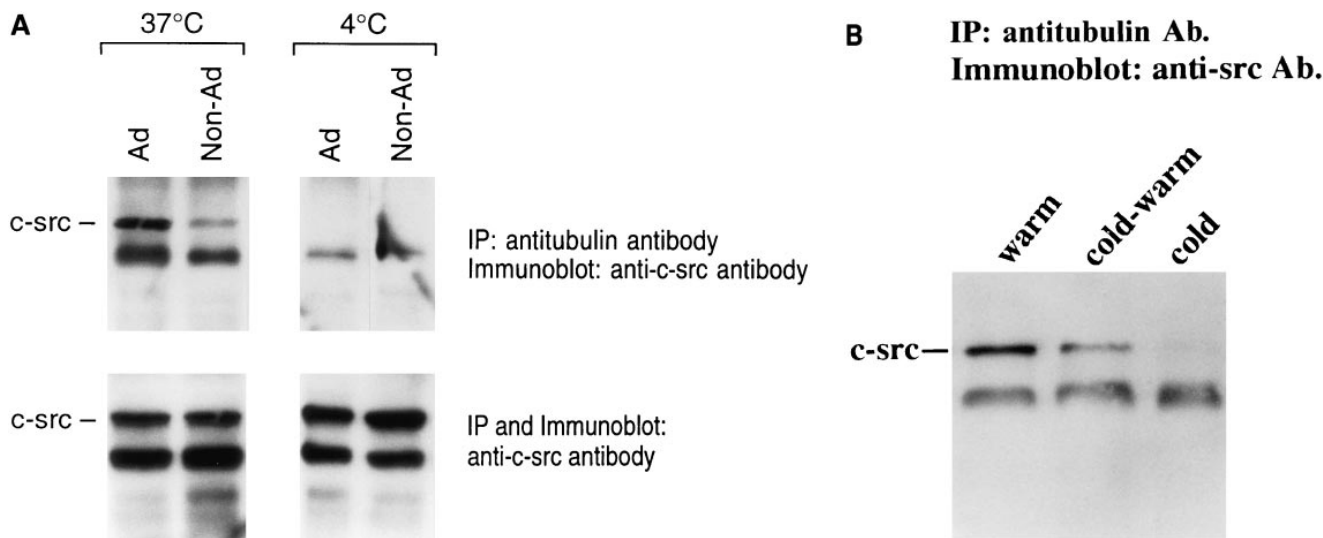 A
37°C
4°C
Ad
Non-Ad
Ad
Non-Ad
c-src –
IP: antitubulin antibody
Immunoblot: anti-c-src antibody
c-src –
IP and Immunoblot:
anti-c-src antibody
B
IP: antitubulin Ab.
Immunoblot: anti-src Ab.
warm
cold-warm
cold
c-src–